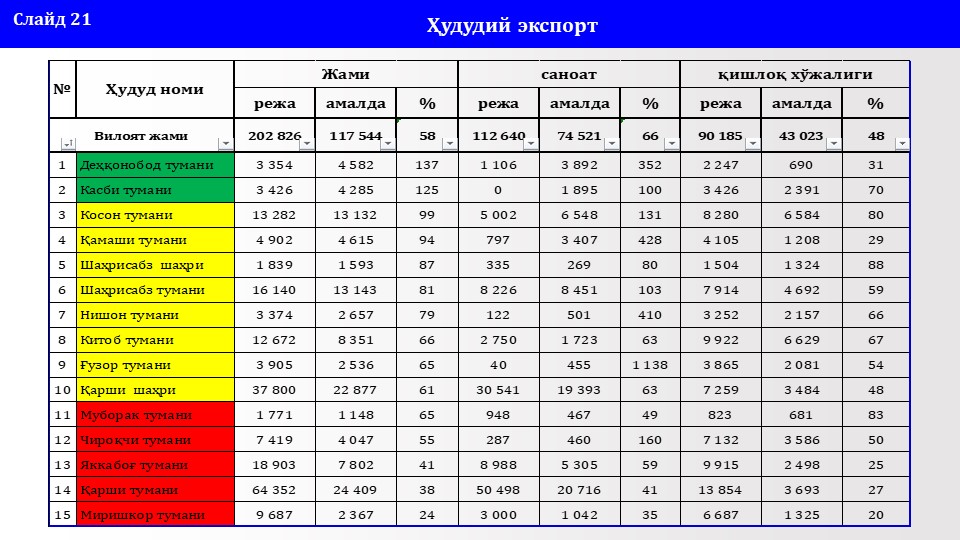 Слайд 21
Ҳудудий экспорт
№ Ҳудуд номи Жами саноат қишлоқ хўжалиги
режа амалда % режа амалда % режа амалда %
Вилоят жами 202 826 117 544 58 112 640 74 521 66 90 185 43 023 48
1 Деҳқонобод тумани 3 354 4 582 137 1 106 3 892 352 2 247 690 31
2 Касби тумани 3 426 4 285 125 0 1 895 100 3 426 2 391 70
3 Косон тумани 13 282 13 132 99 5 002 6 548 131 8 280 6 584 80
4 Қамаши тумани 4 902 4 615 94 797 3 407 428 4 105 1 208 29
5 Шаҳрисабз шаҳри 1 839 1 593 87 335 269 80 1 504 1 324 88
6 Шаҳрисабз тумани 16 140 13 143 81 8 226 8 451 103 7 914 4 692 59
7 Нишон тумани 3 374 2 657 79 122 501 410 3 252 2 157 66
8 Китоб тумани 12 672 8 351 66 2 750 1 723 63 9 922 6 629 67
9 Ғузор тумани 3 905 2 536 65 40 455 1 138 3 865 2 081 54
10 Қарши шаҳри 37 800 22 877 61 30 541 19 393 63 7 259 3 484 48
11 Муборак тумани 1 771 1 148 65 948 467 49 823 681 83
12 Чироқчи тумани 7 419 4 047 55 287 460 160 7 132 3 586 50
13 Яккабоғ тумани 18 903 7 802 41 8 988 5 305 59 9 915 2 498 25
14 Қарши тумани 64 352 24 409 38 50 498 20 716 41 13 854 3 693 27
15 Миришкор тумани 9 687 2 367 24 3 000 1 042 35 6 687 1 325 20